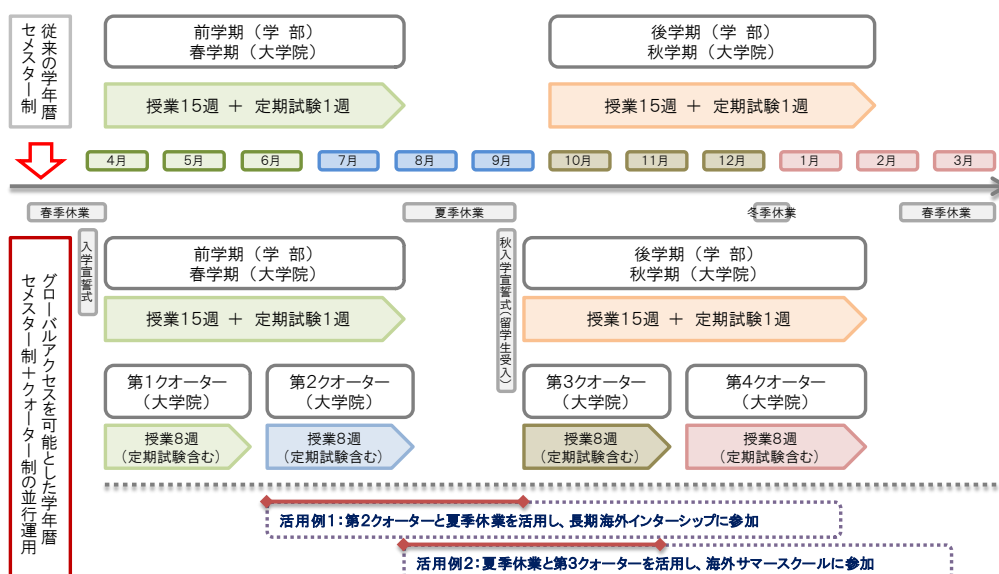 従来の学年暦
セメスター制
前学期（学 部）
春学期（大学院）
後学期（学 部）
秋学期（大学院）
授業15週 ＋ 定期試験1週
授業15週 ＋ 定期試験1週
4月
5月
6月
7月
8月
9月
10月
11月
12月
1月
2月
3月
春季休業
夏季休業
冬季休業
春季休業
グローバルアクセスを可能とした学年暦
セメスター制＋クオーター制の並行運用
入学宣誓式
前学期（学 部）
春学期（大学院）
秋入学宣誓式(留学生受入)
後学期（学 部）
秋学期（大学院）
授業15週 ＋ 定期試験1週
授業15週 ＋ 定期試験1週
第1クオーター
（大学院）
第2クオーター
（大学院）
第3クオーター
（大学院）
第4クオーター
（大学院）
授業8週
（定期試験含む）
授業8週
（定期試験含む）
授業8週
（定期試験含む）
授業8週
（定期試験含む）
活用例1：第2クォーターと夏季休業を活用し、長期海外インターシップに参加
活用例2：夏季休業と第3クォーターを活用し、海外サマースクールに参加